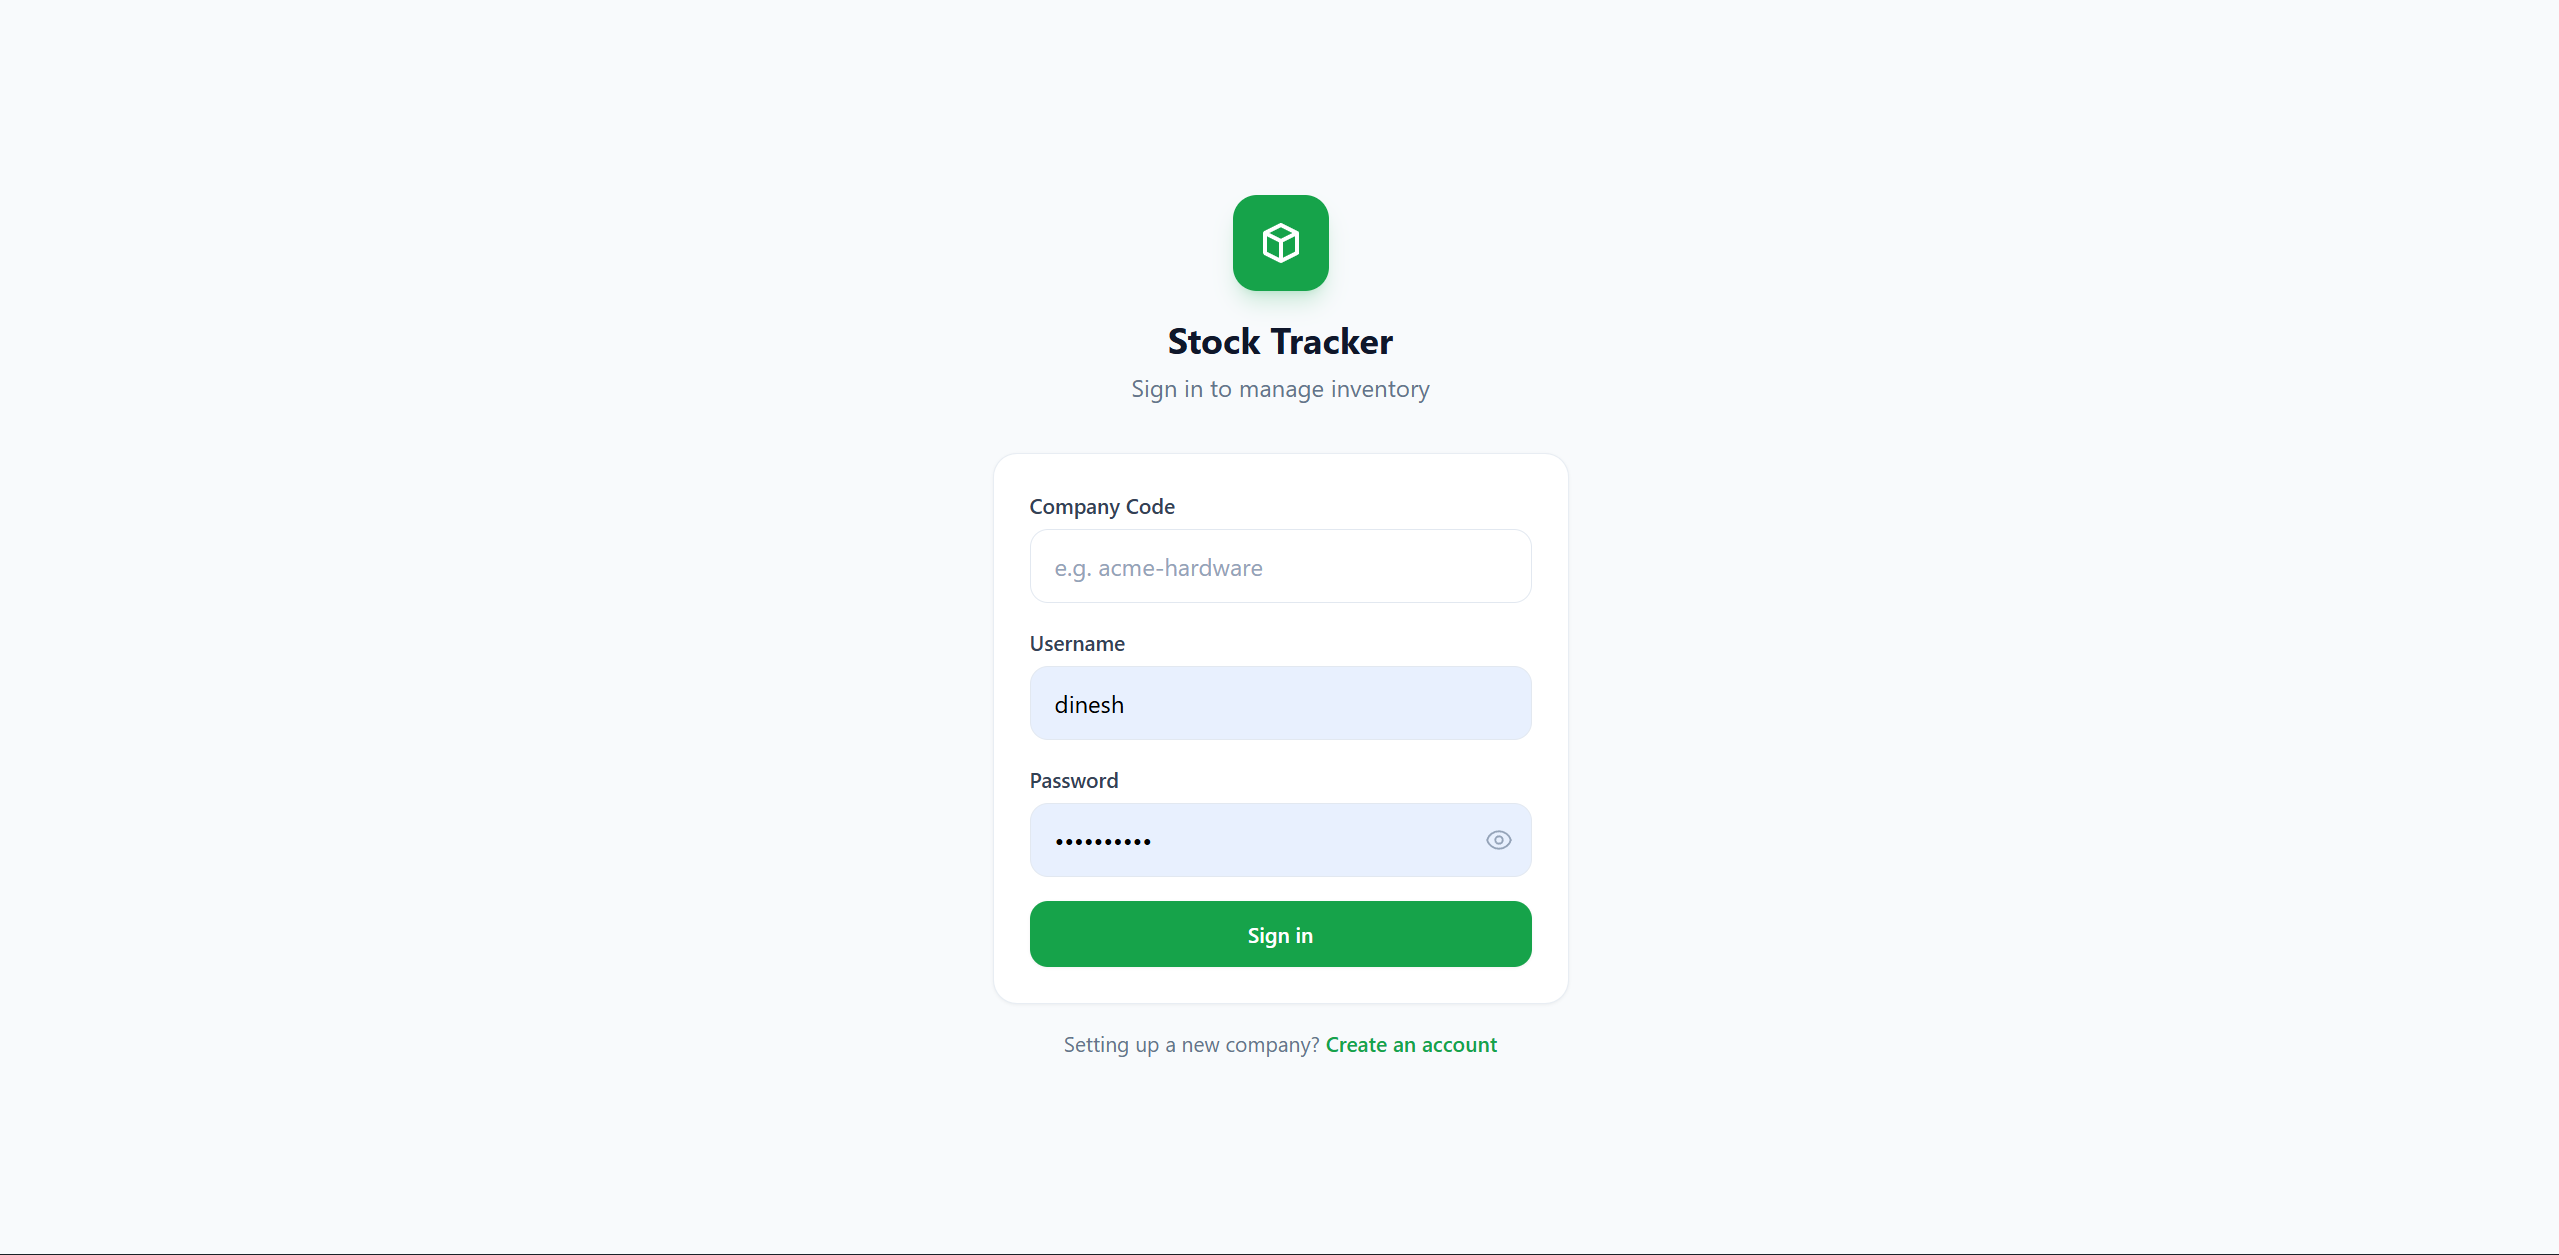 Stock Tracker
Sign in to manage inventory
Company Code
e.g. acme-hardware
Username
dinesh
Password
••••••••••
Sign in
Setting up a new company? Create an account